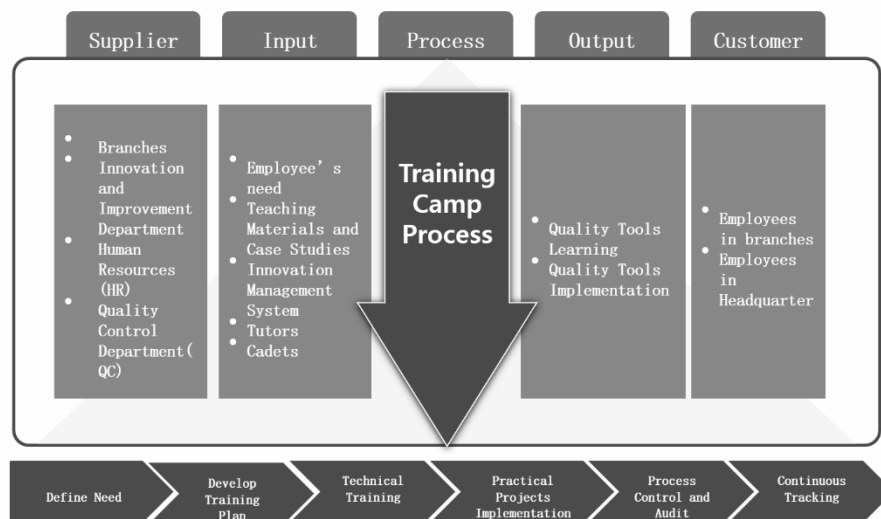 Supplier
Input
Process
Output
Customer
• Branches
• Innovation
and
Improvement
Department
• Human
Resources
(HR)
• Quality
Control
Department(
QC)
• Employee’s
need
• Teaching
Materials and
Case Studies
• Innovation
Management
System
• Tutors
• Cadets
Training
Camp
Process
• Quality Tools
Learning
• Quality Tools
Implementation
• Employees
in branches
• Employees
in
Headquarter
Define Need
Develop
Training
Plan
Technical
Training
Practical
Projects
Implementation
Process
Control and
Audit
Continuous
Tracking